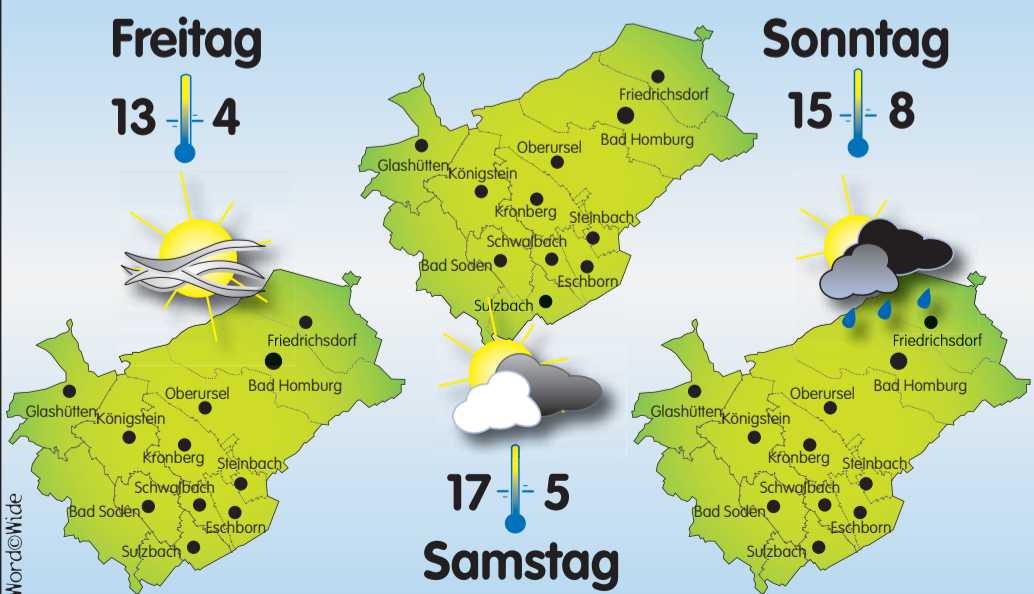 Freitag
13 4
Friedrichsdorf
Bad Homburg
Glashütten
Oberursel
Königstein
Kronberg
Steinbach
Schwalbach
Bad Soden
Eschborn
Sulzbach
Friedrichsdorf
Bad Homburg
Glashütten
Oberursel
Königstein
Kronberg
Steinbach
Schwalbach
Bad Soden
Eschborn
Sulzbach
17 5
Samstag
Sonntag
15 8
Friedrichsdorf
Bad Homburg
Glashütten
Oberursel
Königstein
Kronberg
Steinbach
Schwalbach
Bad Soden
Eschborn
Sulzbach
Word©Wide